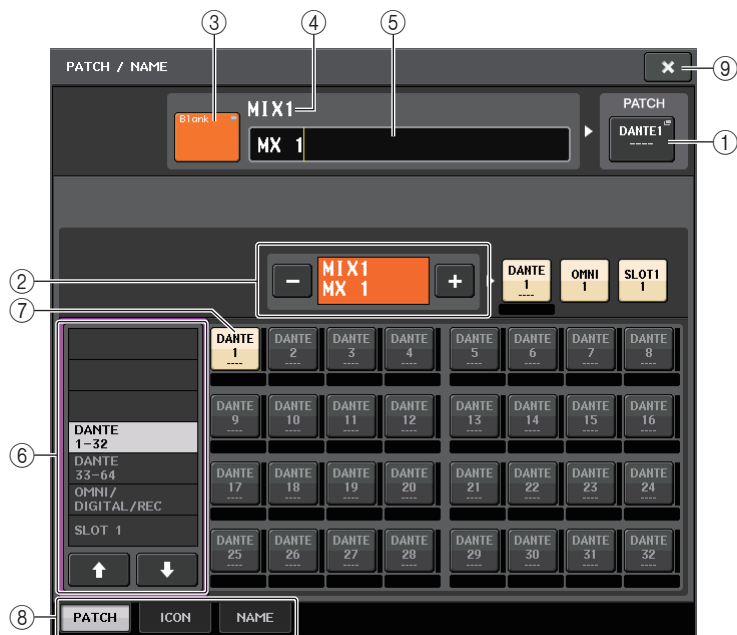 ③ ④ ⑤
PATCH / NAME
× ⑨
Blank
MIX1
MX 1
PATCH
DANTE1
----
①
②
− MIX1
MX 1 +
DANTE
1
----
OMNI
1
SLOT1
1
⑦
DANTE 1 ---- DANTE 2 ---- DANTE 3 ---- DANTE 4 ---- DANTE 5 ---- DANTE 6 ---- DANTE 7 ---- DANTE 8 ----
DANTE 9 ---- DANTE 10 ---- DANTE 11 ---- DANTE 12 ---- DANTE 13 ---- DANTE 14 ---- DANTE 15 ---- DANTE 16 ----
DANTE 17 ---- DANTE 18 ---- DANTE 19 ---- DANTE 20 ---- DANTE 21 ---- DANTE 22 ---- DANTE 23 ---- DANTE 24 ----
DANTE 25 ---- DANTE 26 ---- DANTE 27 ---- DANTE 28 ---- DANTE 29 ---- DANTE 30 ---- DANTE 31 ---- DANTE 32 ----
⑥
DANTE
1-32
DANTE
33-64
OMNI/
DIGITAL/REC
SLOT 1
⑧
PATCH ICON NAME